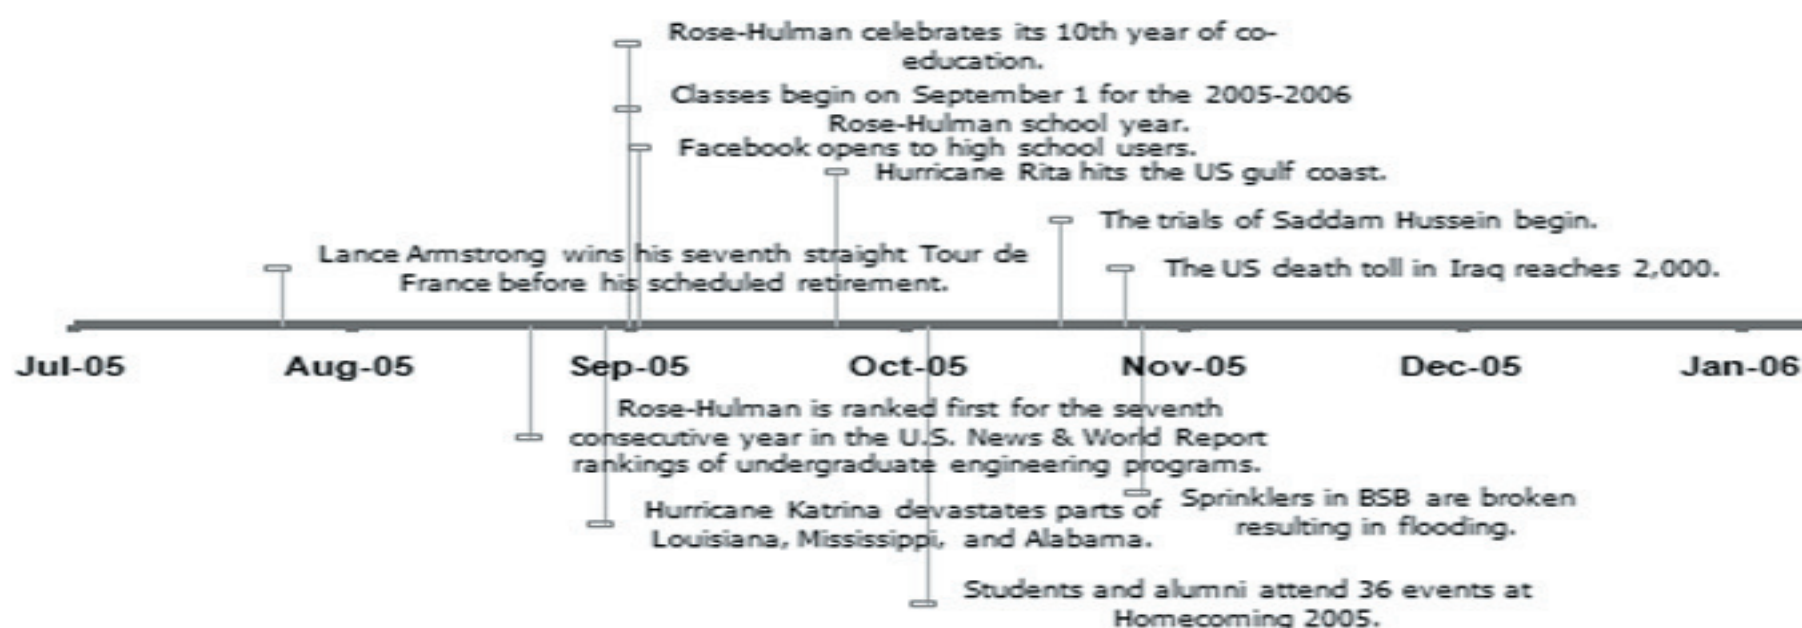 Rose-Hulman celebrates its 10th year of co-
education.
Classes begin on September 1 for the 2005-2006
Rose-Hulman school year.
Facebook opens to high school users.
Hurricane Rita hits the US gulf coast.
The trials of Saddam Hussein begin.
Lance Armstrong wins his seventh straight Tour de
France before his scheduled retirement.
The US death toll in Iraq reaches 2,000.
Jul-05 Aug-05 Sep-05 Oct-05 Nov-05 Dec-05 Jan-06
Rose-Hulman is ranked first for the seventh
consecutive year in the U.S. News & World Report
rankings of undergraduate engineering programs.
Sprinklers in BSB are broken
resulting in flooding.
Hurricane Katrina devastates parts of
Louisiana, Mississippi, and Alabama.
Students and alumni attend 36 events at
Homecoming 2005.